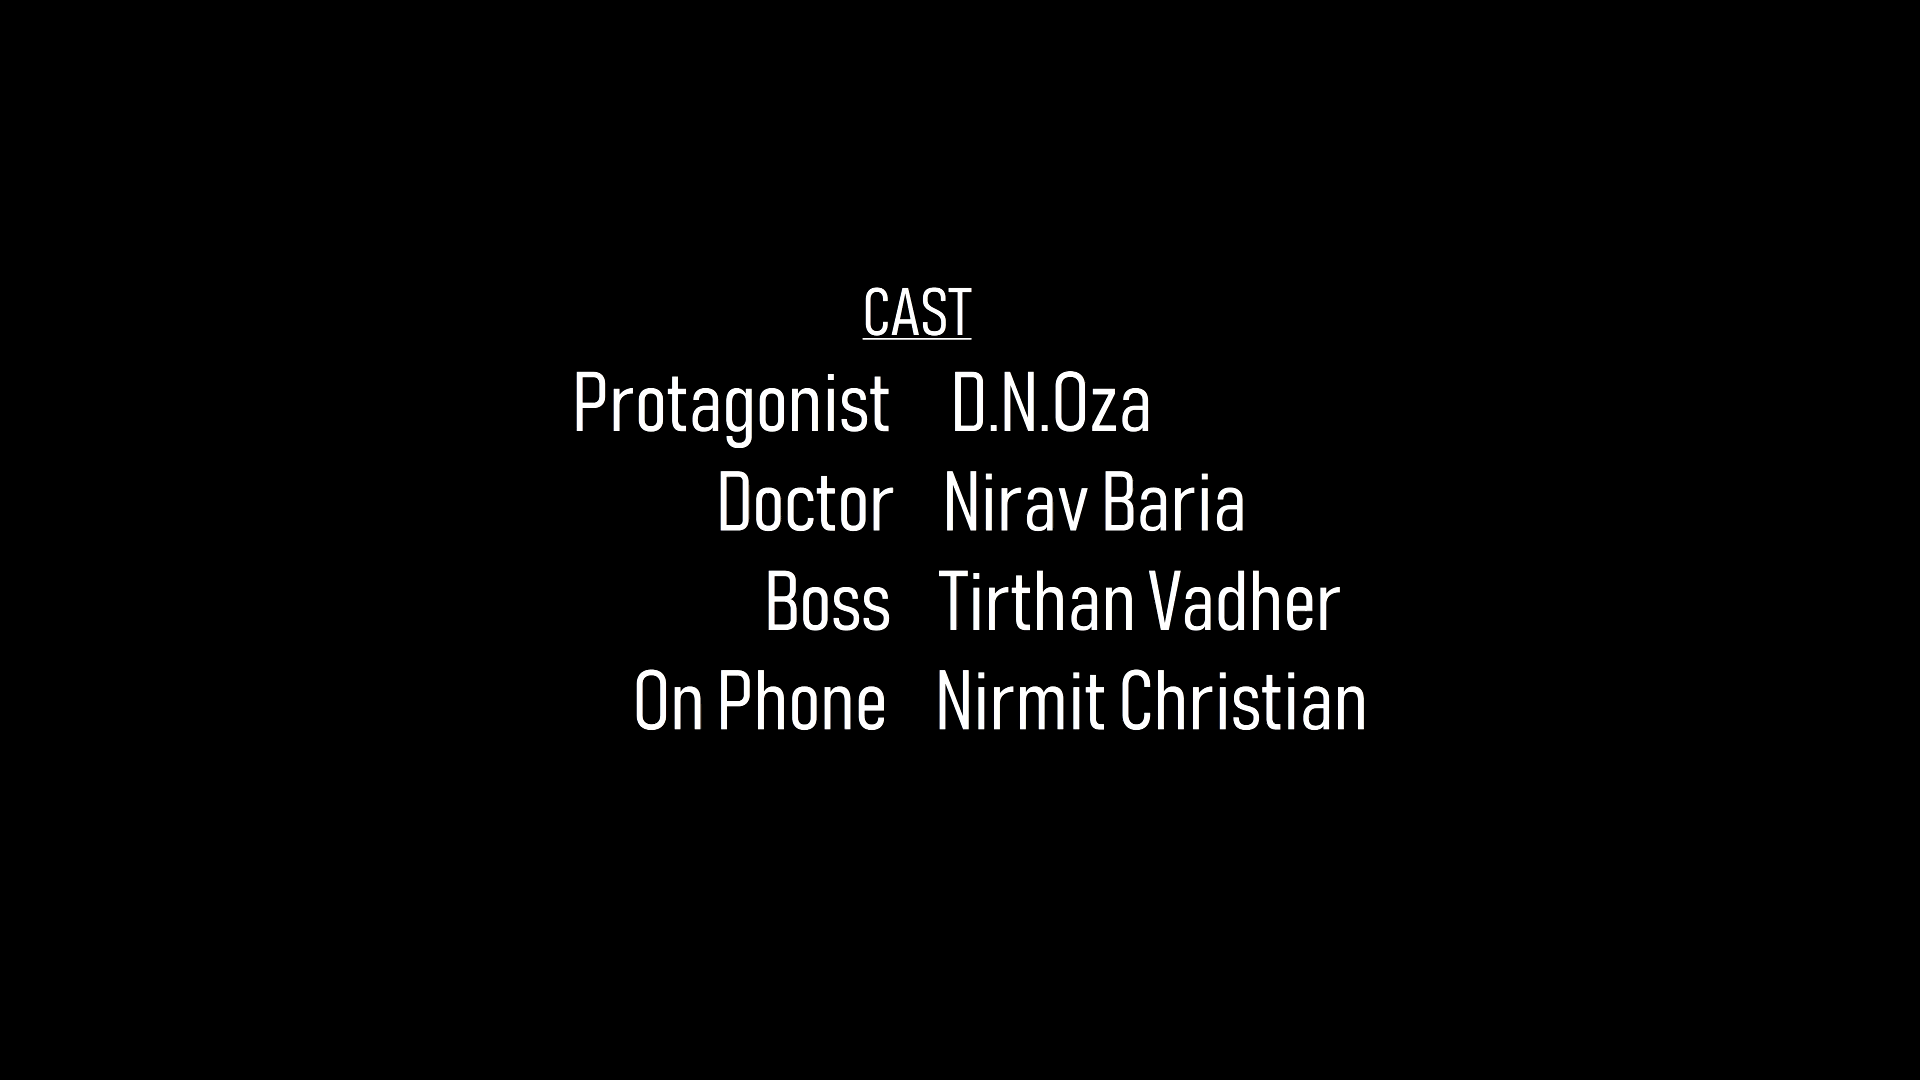 CAST
Protagonist D.N.Oza
Doctor Nirav Baria
Boss Tirthan Vadher
On Phone Nirmit Christian